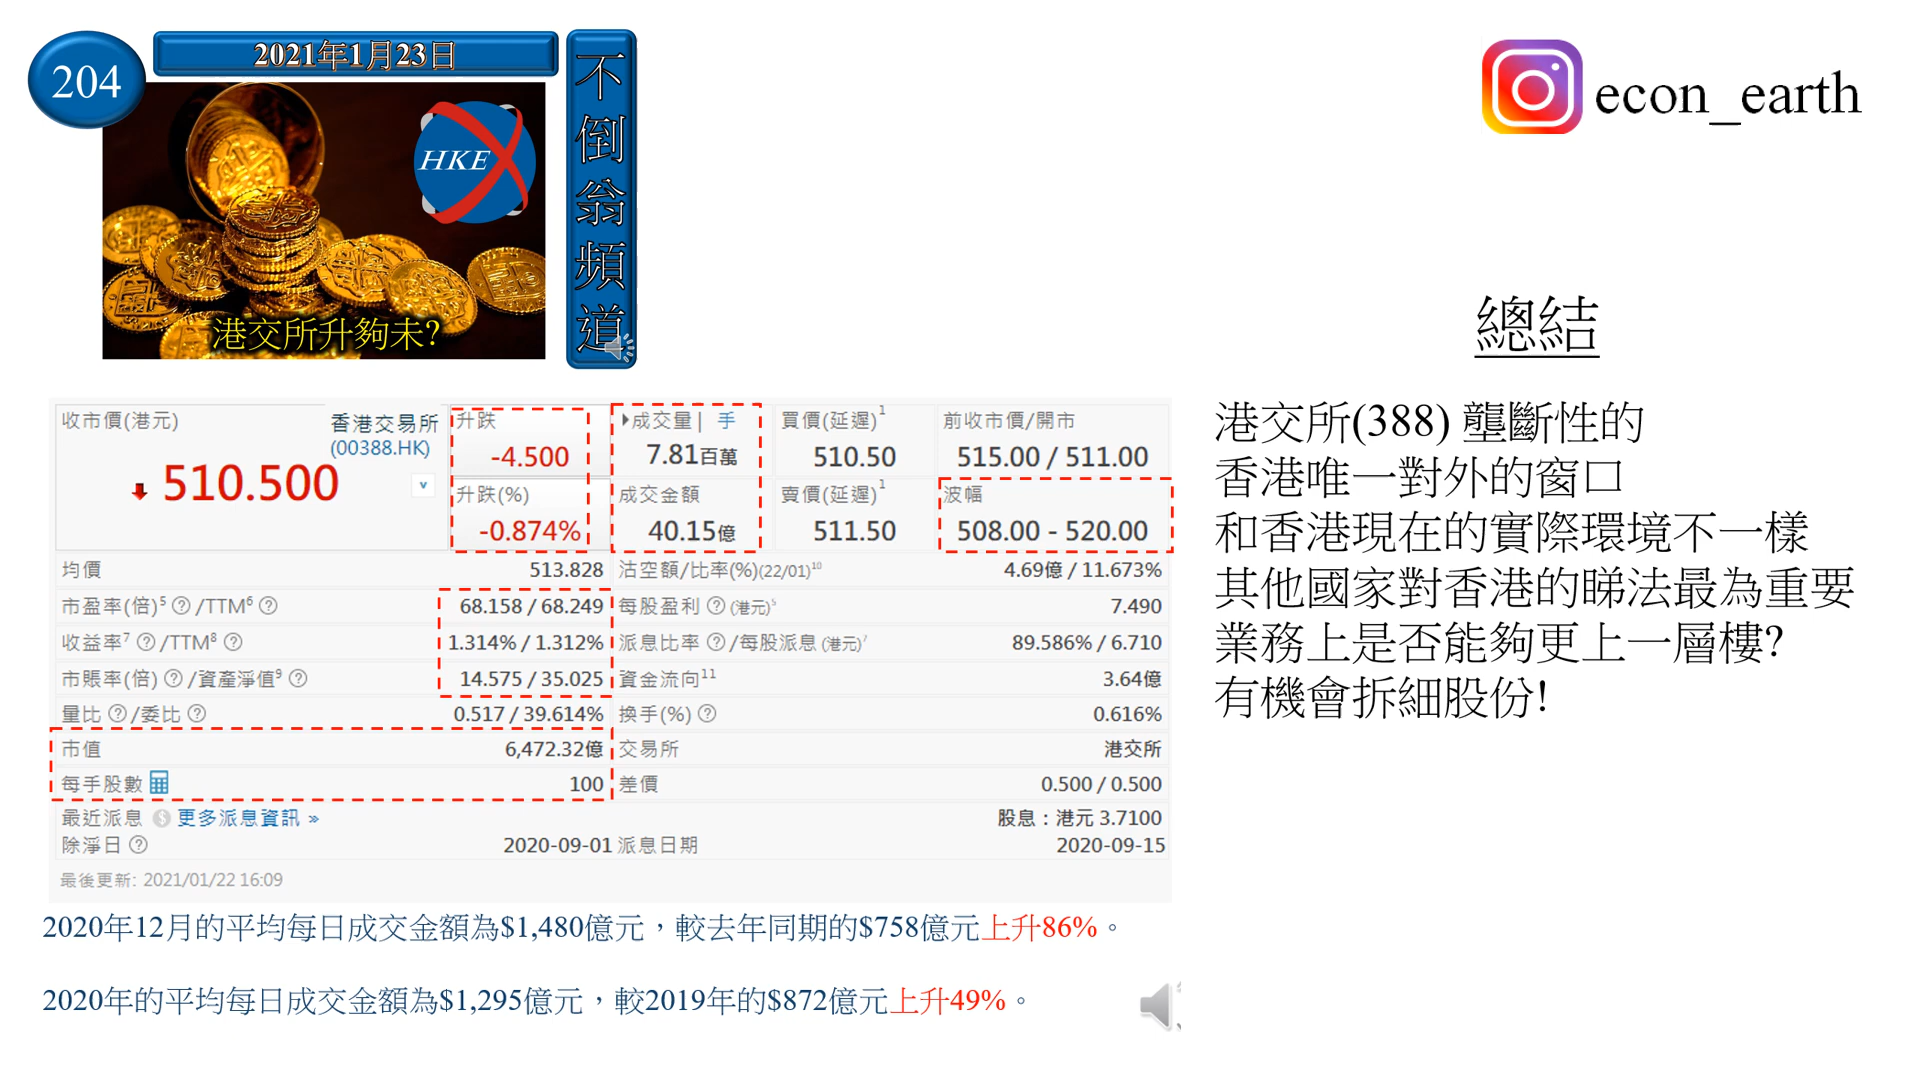 204
2021年1月23日
HKEX
港交所升夠未?
不倒翁頻道
econ_earth
收市價(港元)
香港交易所
(00388.HK)
510.500
升跌
-4.500
升跌(%)
-0.874%
成交量| 手
7.81百萬
成交金額
40.15億
買價(延遲)1
510.50
賣價(延遲)1
511.50
前收市價/開市
515.00 / 511.00
波幅
508.00 - 520.00
均價 513.828 沽空額/比率(%)(22/01)10 4.69億 / 11.673%
市盈率(倍)5 ? /TTM6 ? 68.158 / 68.249 每股盈利 ? (港元)5 7.490
收益率7 ? /TTM8 ? 1.314% / 1.312% 派息比率 ? /每股派息 (港元)7 89.586% / 6.710
市賬率(倍) ? /資產淨值9 ? 14.575 / 35.025 資金流向11 3.64億
量比 ? /委比 ? 0.517 / 39.614% 換手(%) ? 0.616%
市值 6,472.32億 交易所 港交所
每手股數 100 差價 0.500 / 0.500
最近派息 $ 更多派息資訊 » 股息：港元 3.7100
除淨日 ? 2020-09-01 派息日期 2020-09-15
最後更新: 2021/01/22 16:09
2020年12月的平均每日成交金額為$1,480億元，較去年同期的$758億元上升86%。
2020年的平均每日成交金額為$1,295億元，較2019年的$872億元上升49%。
總結
港交所(388) 壟斷性的
香港唯一對外的窗口
和香港現在的實際環境不一樣
其他國家對香港的睇法最為重要
業務上是否能夠更上一層樓?
有機會拆細股份!